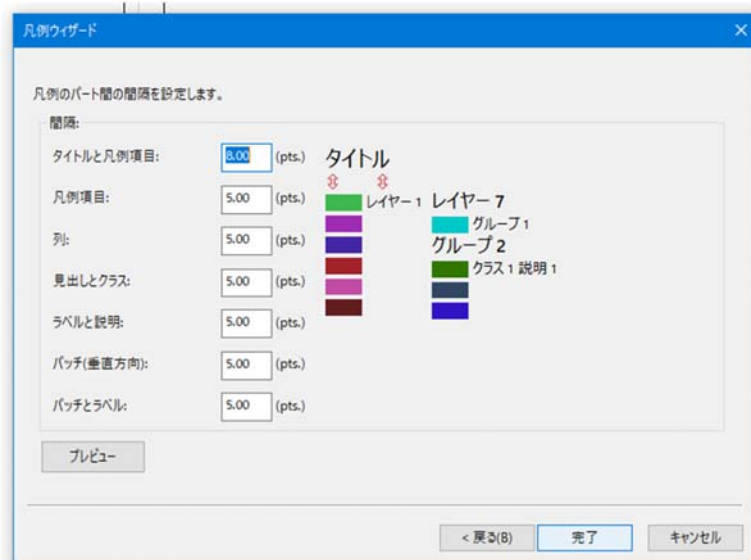 凡例ウィザード
凡例のパート間の間隔を設定します。
間隔:
タイトルと凡例項目: 8.00 (pts.)
凡例項目: 5.00 (pts.)
列: 5.00 (pts.)
見出しとクラス: 5.00 (pts.)
ラベルと説明: 5.00 (pts.)
パッチ(垂直方向): 5.00 (pts.)
パッチとラベル: 5.00 (pts.)
タイトル
レイヤー 1 レイヤー 7
グループ 1
グループ 2
クラス 1 説明 1
プレビュー
< 戻る(B) 完了 キャンセル